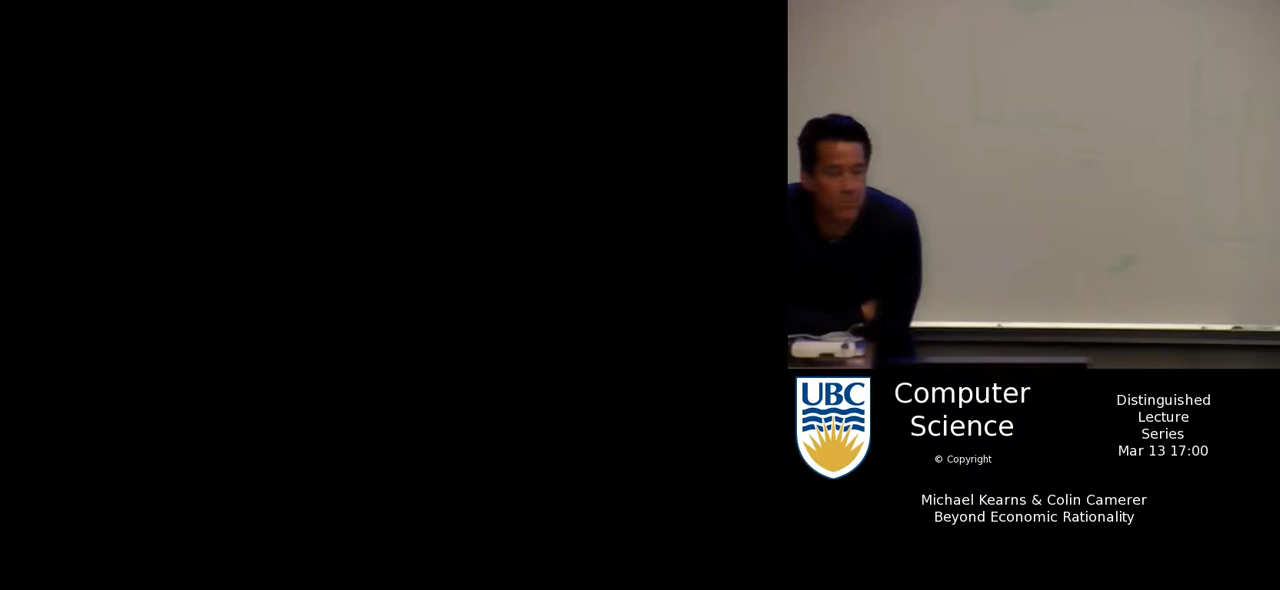 UBC
Computer
Science
© Copyright
Distinguished
Lecture
Series
Mar 13 17:00
Michael Kearns & Colin Camerer
Beyond Economic Rationality